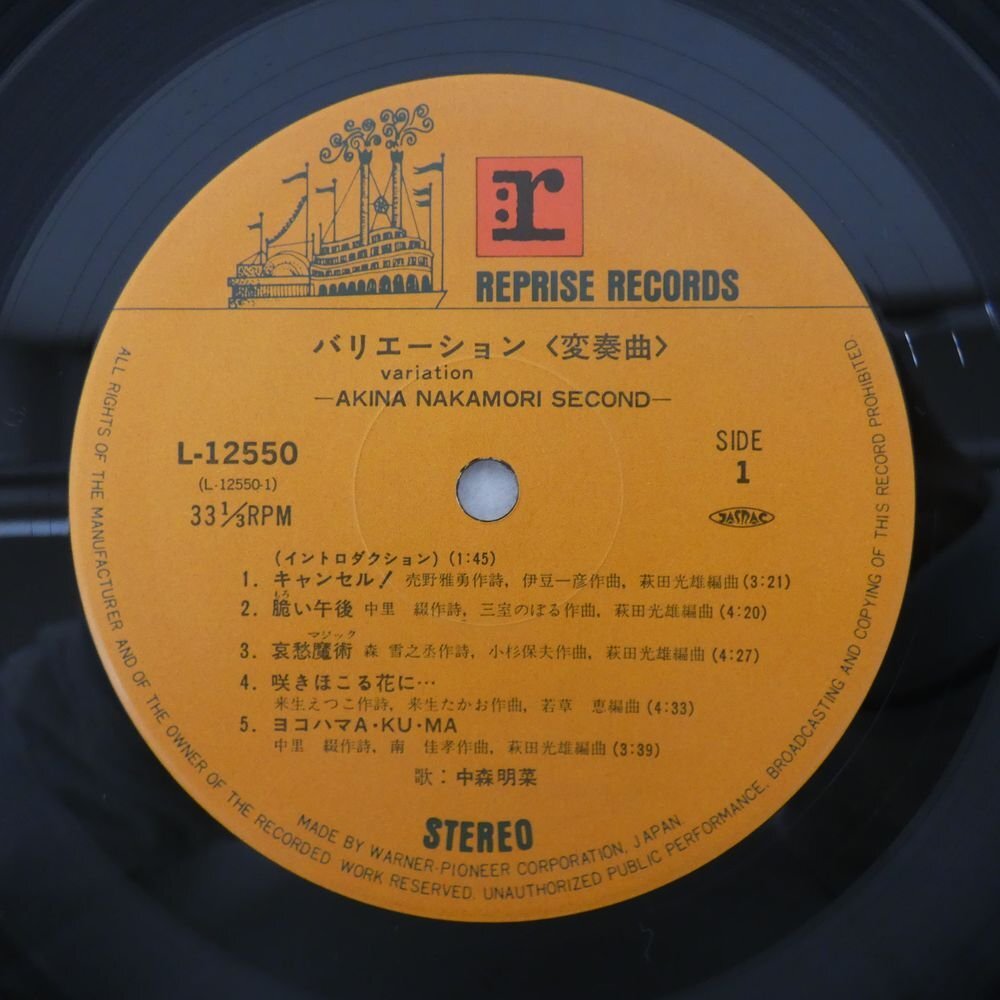 r
REPRISE RECORDS
バリエーション〈変奏曲〉
variation
—AKINA NAKAMORI SECOND—
L-12550
(L-12550-1)
33 1/3 RPM
SIDE
1
JASRAC
(イントロダクション) (1:45)
1. キャンセル! 売野雅勇作詩, 伊豆一彦作曲, 萩田光雄編曲 (3:21)
もろ
2. 脆い午後 中里 綴作詩, 三室のぼる作曲, 萩田光雄編曲 (4:20)
マジック
3. 哀愁魔術 森 雪之丞作詩, 小杉保夫作曲, 萩田光雄編曲 (4:27)
4. 咲きほこる花に…
来生えつこ作詩, 来生たかお作曲, 若草 恵編曲 (4:33)
5. ヨコハマA・KU・MA
中里 綴作詩, 南 佳孝作曲, 萩田光雄編曲 (3:39)
歌：中森明菜
STEREO
MADE BY WARNER-PIONEER CORPORATION, JAPAN.
ALL RIGHTS OF THE MANUFACTURER AND OF THE OWNER OF THE RECORDED WORK RESERVED. UNAUTHORIZED PUBLIC PERFORMANCE, BROADCASTING AND COPYING OF THIS RECORD PROHIBITED.